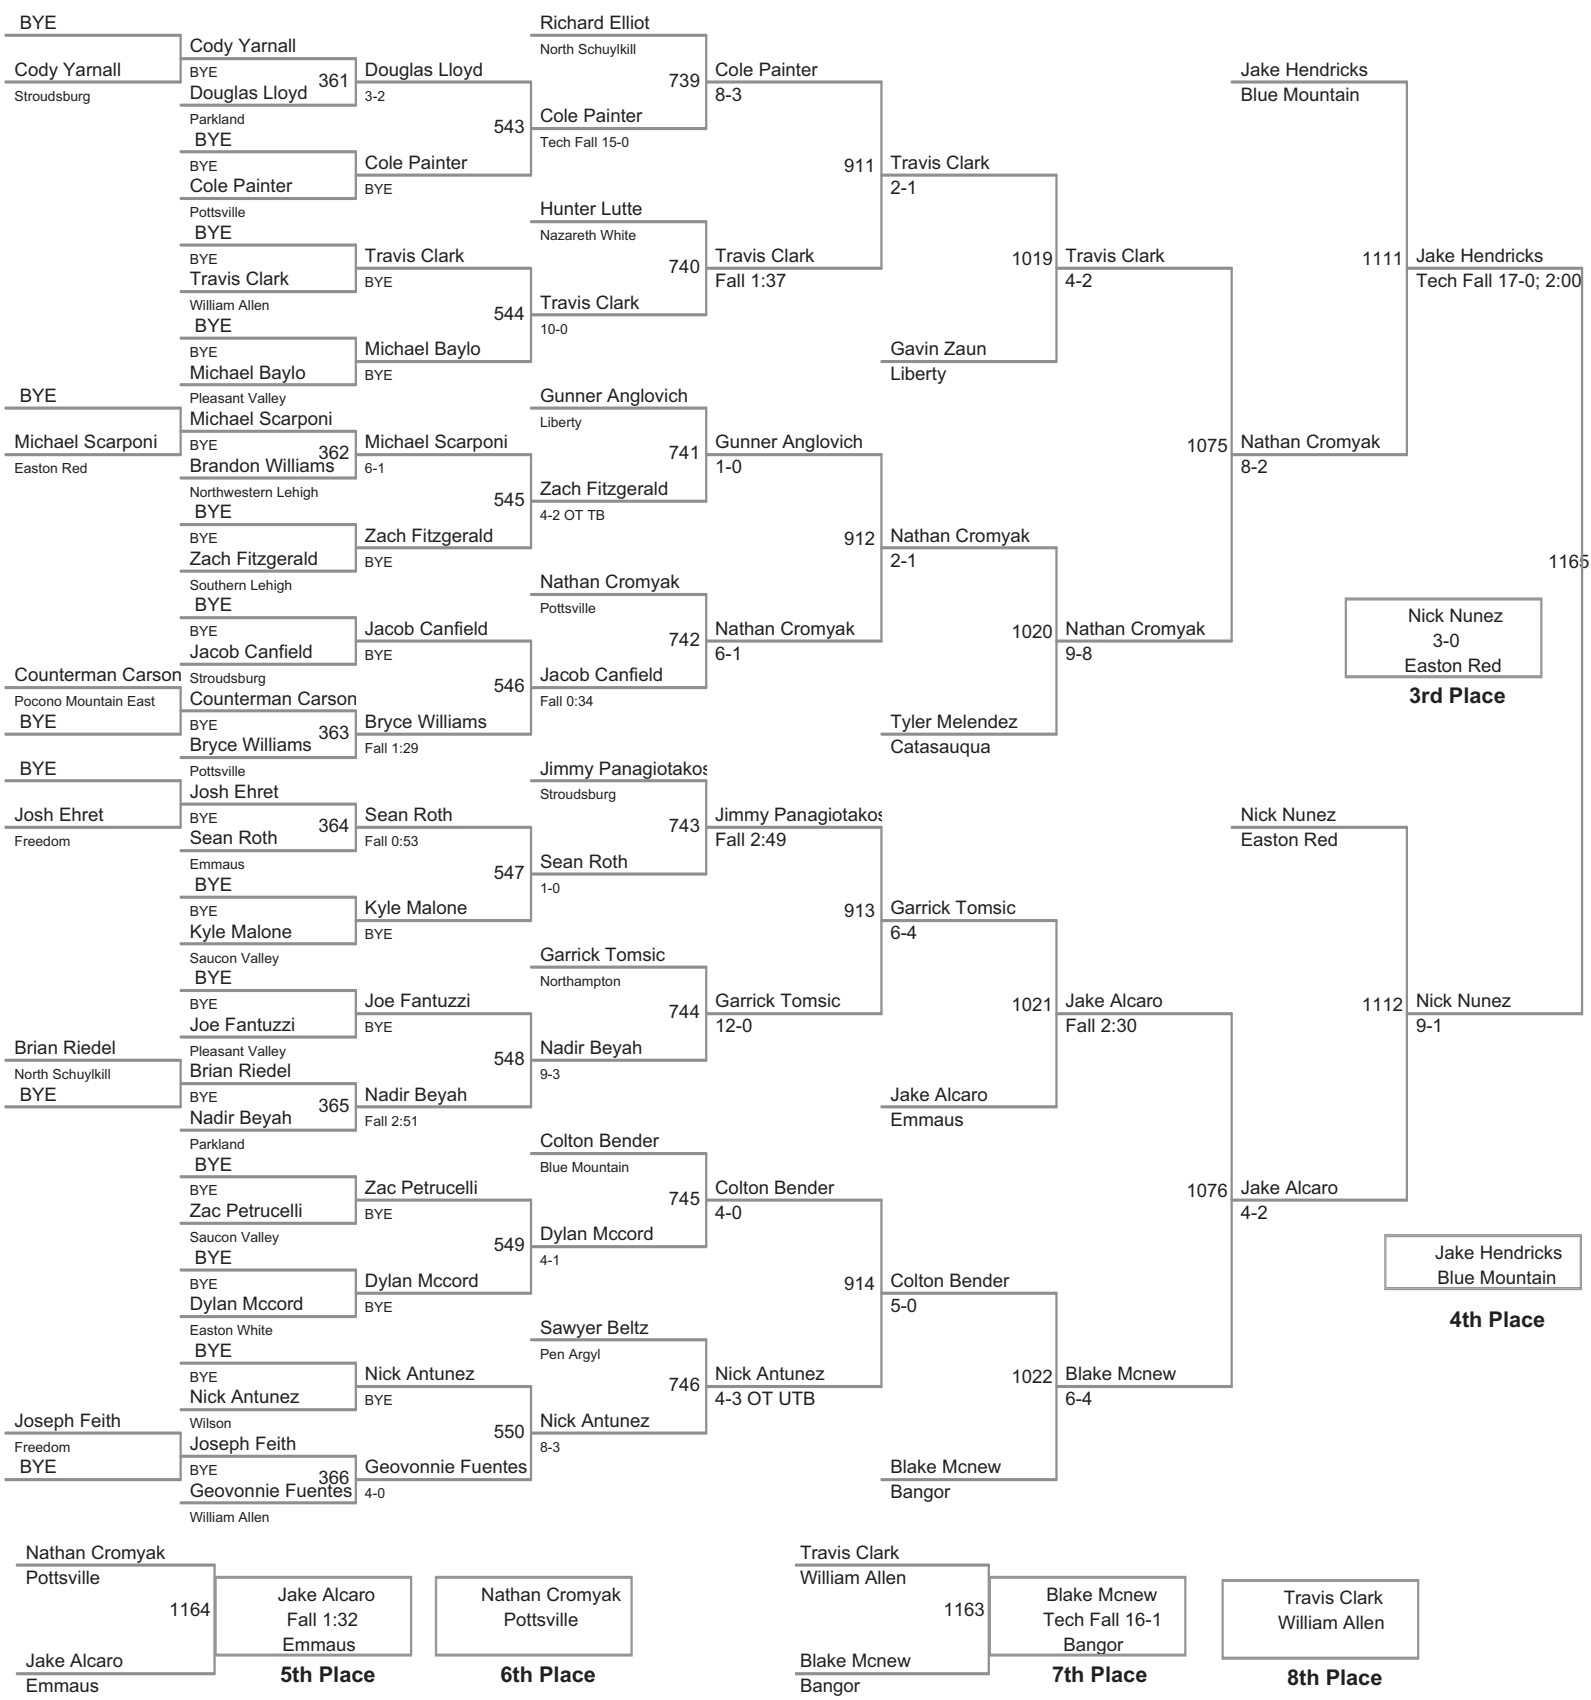 BYE
Cody Yarnall
Stroudsburg
BYE
Michael Scarponi
Easton Red
Counterman Carson
Pocono Mountain East
BYE
BYE
Josh Ehret
Freedom
Brian Riedel
North Schuylkill
BYE
Joseph Feith
Freedom
BYE
Cody Yarnall
BYE
361
Douglas Lloyd
Parkland
BYE
BYE
Cole Painter
Pottsville
BYE
BYE
Travis Clark
William Allen
BYE
BYE
Michael Baylo
Pleasant Valley
Michael Scarponi
BYE
362
Brandon Williams
Northwestern Lehigh
BYE
BYE
Zach Fitzgerald
Southern Lehigh
BYE
BYE
Jacob Canfield
Stroudsburg
Counterman Carson
BYE
363
Bryce Williams
Pottsville
Josh Ehret
BYE
364
Sean Roth
Emmaus
BYE
BYE
Kyle Malone
Saucon Valley
BYE
BYE
Joe Fantuzzi
Pleasant Valley
Brian Riedel
BYE
365
Nadir Beyah
Parkland
BYE
BYE
Zac Petrucelli
Saucon Valley
BYE
BYE
Dylan Mccord
Easton White
BYE
BYE
Nick Antunez
Wilson
Joseph Feith
BYE
366
Geovonnie Fuentes
William Allen
Douglas Lloyd
3-2
543
Cole Painter
BYE
Travis Clark
BYE
544
Michael Baylo
BYE
Michael Scarponi
6-1
545
Zach Fitzgerald
BYE
Jacob Canfield
BYE
546
Bryce Williams
Fall 1:29
Sean Roth
Fall 0:53
547
Kyle Malone
BYE
Joe Fantuzzi
BYE
548
Nadir Beyah
Fall 2:51
Zac Petrucelli
BYE
549
Dylan Mccord
BYE
Nick Antunez
BYE
550
Geovonnie Fuentes
4-0
Richard Elliot
North Schuylkill
739
Cole Painter
Tech Fall 15-0
Hunter Lutte
Nazareth White
740
Travis Clark
10-0
Gunner Anglovich
Liberty
741
Zach Fitzgerald
4-2 OT TB
Nathan Cromyak
Pottsville
742
Jacob Canfield
Fall 0:34
Jimmy Panagiotakos
Stroudsburg
743
Sean Roth
1-0
Garrick Tomsic
Northampton
744
Nadir Beyah
9-3
Colton Bender
Blue Mountain
745
Dylan Mccord
4-1
Sawyer Beltz
Pen Argyl
746
Nick Antunez
8-3
Cole Painter
8-3
911
Travis Clark
Fall 1:37
Gunner Anglovich
1-0
912
Nathan Cromyak
6-1
Jimmy Panagiotakos
Fall 2:49
913
Garrick Tomsic
12-0
Colton Bender
4-0
914
Nick Antunez
4-3 OT UTB
Travis Clark
2-1
1019
Gavin Zaun
Liberty
Nathan Cromyak
2-1
1020
Tyler Melendez
Catasauqua
Garrick Tomsic
6-4
1021
Jake Alcaro
Emmaus
Colton Bender
5-0
1022
Blake Mcnew
Bangor
Travis Clark
4-2
1075
Nathan Cromyak
9-8
Jake Alcaro
Fall 2:30
1076
Blake Mcnew
6-4
Jake Hendricks
Blue Mountain
1111
Nathan Cromyak
8-2
Nick Nunez
Easton Red
1112
Jake Alcaro
4-2
Jake Hendricks
Tech Fall 17-0; 2:00
1165
Nick Nunez
9-1
Nick Nunez
3-0
Easton Red
3rd Place
Jake Hendricks
Blue Mountain
4th Place
Nathan Cromyak
Pottsville
1164
Jake Alcaro
Emmaus
Jake Alcaro
Fall 1:32
Emmaus
5th Place
Nathan Cromyak
Pottsville
6th Place
Travis Clark
William Allen
1163
Blake Mcnew
Bangor
Blake Mcnew
Tech Fall 16-1
Bangor
7th Place
Travis Clark
William Allen
8th Place